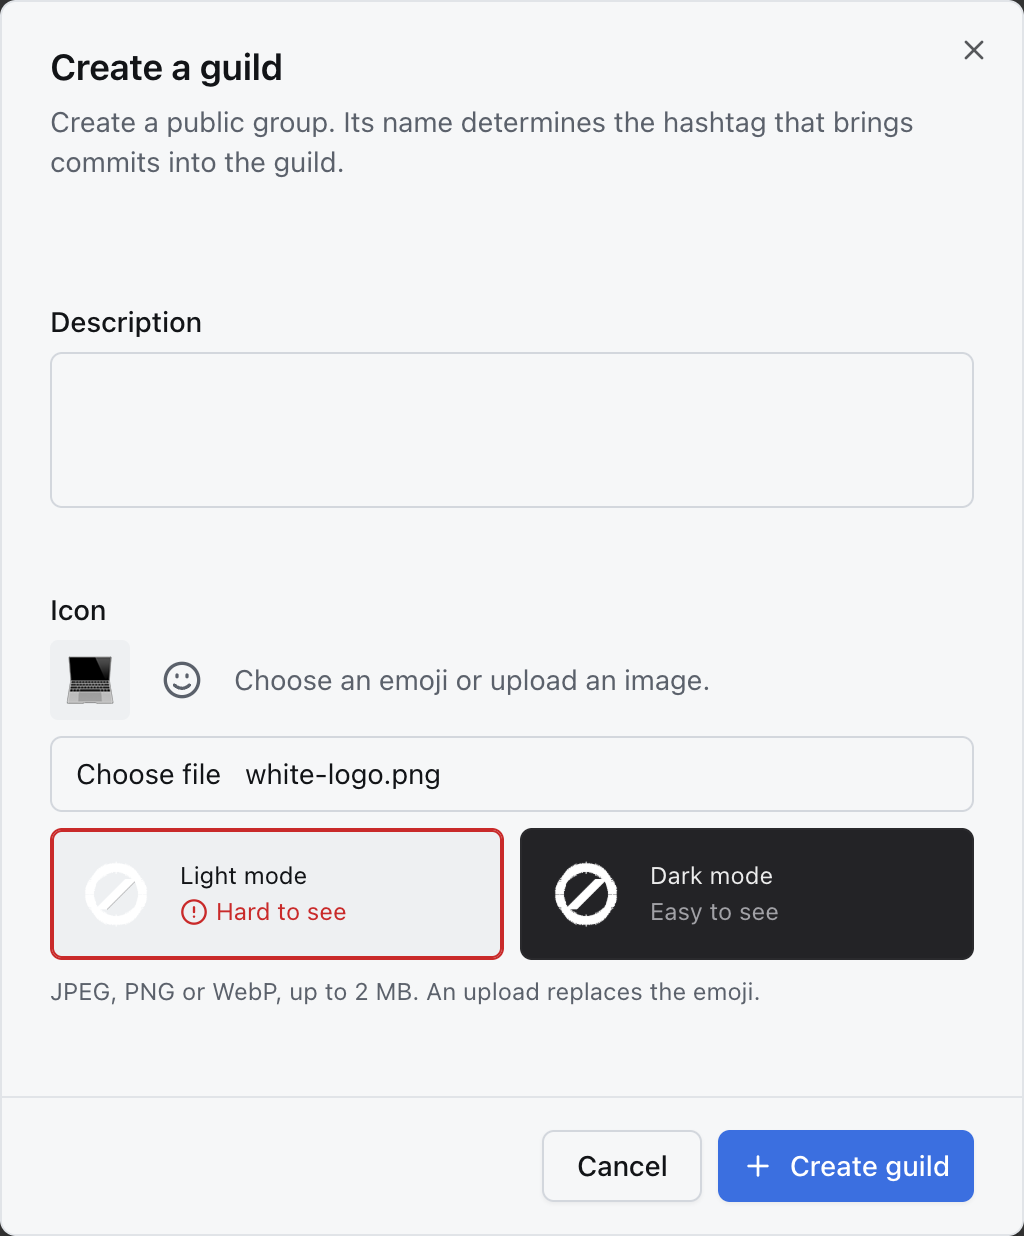 Create a guild
Create a public group. Its name determines the hashtag that brings
commits into the guild.
Description
Icon
Choose an emoji or upload an image.
Choose file white-logo.png
Light mode
Hard to see
Dark mode
Easy to see
JPEG, PNG or WebP, up to 2 MB. An upload replaces the emoji.
Cancel
Create guild